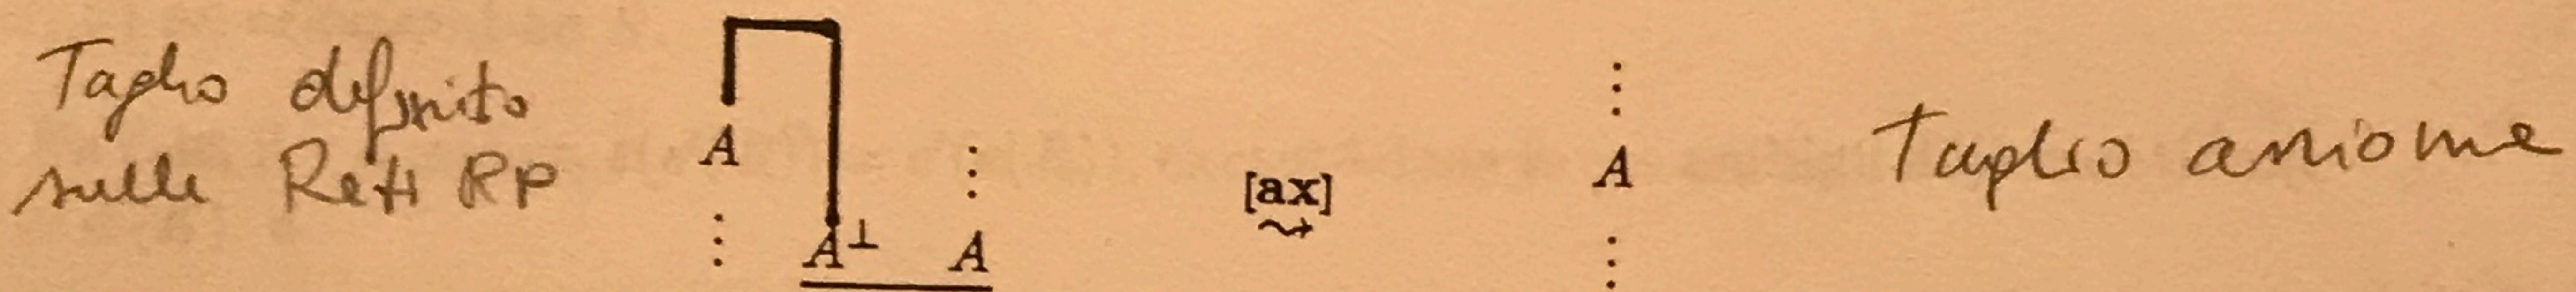 Taglio definito
sulle Reti RP
A
⋮
A⊥
⋮
A
[ax]
⇝
⋮
A
⋮
Taglio assioma